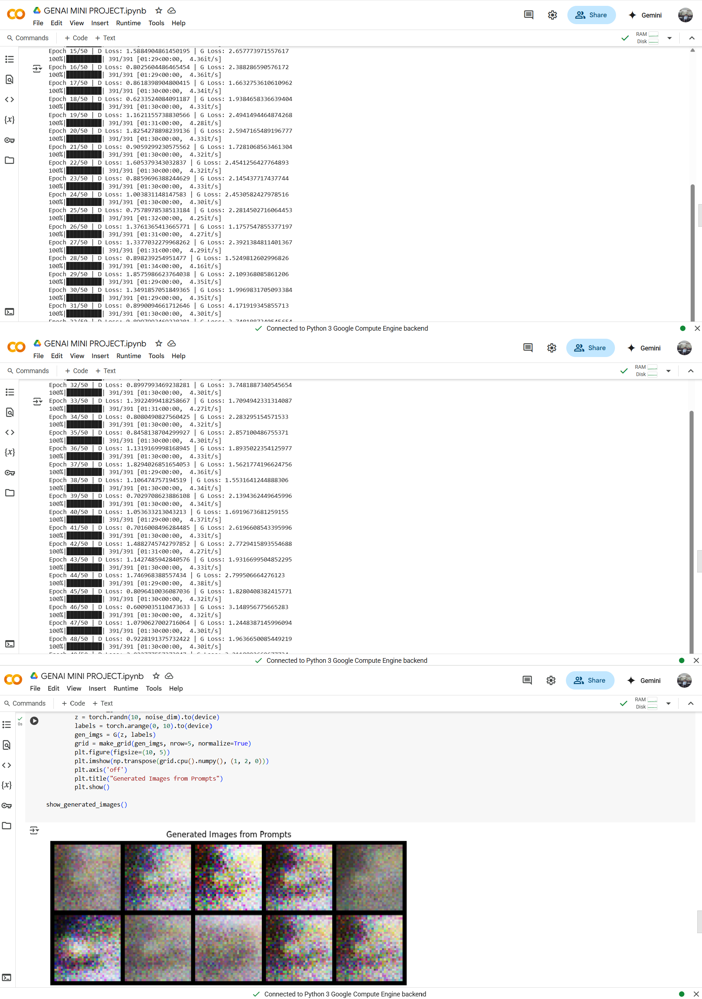 GENAI MINI PROJECT.ipynb
File Edit View Insert Runtime Tools Help
Share
Gemini
Commands + Code + Text
RAM
Disk
Epoch 15/50 | D Loss: 1.5884904861450195 | G Loss: 2.657773971557617
100%|██████████| 391/391 [01:29<00:00, 4.36it/s]
Epoch 16/50 | D Loss: 0.8025604486465454 | G Loss: 2.388286590576172
100%|██████████| 391/391 [01:29<00:00, 4.36it/s]
Epoch 17/50 | D Loss: 0.8618398904800415 | G Loss: 1.6632753610610962
100%|██████████| 391/391 [01:30<00:00, 4.34it/s]
Epoch 18/50 | D Loss: 0.6233524084091187 | G Loss: 1.9384658336639404
100%|██████████| 391/391 [01:30<00:00, 4.33it/s]
Epoch 19/50 | D Loss: 1.1621155738830566 | G Loss: 2.4941494464874268
100%|██████████| 391/391 [01:31<00:00, 4.28it/s]
Epoch 20/50 | D Loss: 1.8254278898239136 | G Loss: 2.5947165489196777
100%|██████████| 391/391 [01:30<00:00, 4.33it/s]
Epoch 21/50 | D Loss: 0.9059299230575562 | G Loss: 1.7281068563461304
100%|██████████| 391/391 [01:30<00:00, 4.32it/s]
Epoch 22/50 | D Loss: 1.605379343032837 | G Loss: 2.4541256427764893
100%|██████████| 391/391 [01:30<00:00, 4.32it/s]
Epoch 23/50 | D Loss: 0.8859696388244629 | G Loss: 2.145437717437744
100%|██████████| 391/391 [01:30<00:00, 4.33it/s]
Epoch 24/50 | D Loss: 1.003831148147583 | G Loss: 2.4530582427978516
100%|██████████| 391/391 [01:30<00:00, 4.30it/s]
Epoch 25/50 | D Loss: 0.7578978538513184 | G Loss: 2.2814502716064453
100%|██████████| 391/391 [01:32<00:00, 4.25it/s]
Epoch 26/50 | D Loss: 1.3761365413665771 | G Loss: 1.1757547855377197
100%|██████████| 391/391 [01:31<00:00, 4.27it/s]
Epoch 27/50 | D Loss: 1.3377032279968262 | G Loss: 2.3921384811401367
100%|██████████| 391/391 [01:31<00:00, 4.29it/s]
Epoch 28/50 | D Loss: 0.898239254951477 | G Loss: 1.5249812602996826
100%|██████████| 391/391 [01:34<00:00, 4.16it/s]
Epoch 29/50 | D Loss: 1.8575986623764038 | G Loss: 2.109368085861206
100%|██████████| 391/391 [01:29<00:00, 4.35it/s]
Epoch 30/50 | D Loss: 1.3491857051849365 | G Loss: 1.9969831705093384
100%|██████████| 391/391 [01:29<00:00, 4.35it/s]
Epoch 31/50 | D Loss: 0.8990094661712646 | G Loss: 4.171919345855713
100%|██████████| 391/391 [01:30<00:00, 4.30it/s]
Epoch 32/50 | D Loss: 0.8997993469238281 | G Loss: 3.7481887340545654
Connected to Python 3 Google Compute Engine backend
GENAI MINI PROJECT.ipynb
File Edit View Insert Runtime Tools Help
Share
Gemini
Commands + Code + Text
RAM
Disk
Epoch 32/50 | D Loss: 0.8997993469238281 | G Loss: 3.7481887340545654
100%|██████████| 391/391 [01:30<00:00, 4.30it/s]
Epoch 33/50 | D Loss: 1.3922499418258667 | G Loss: 1.7094942331314087
100%|██████████| 391/391 [01:31<00:00, 4.27it/s]
Epoch 34/50 | D Loss: 0.8080490827560425 | G Loss: 2.283295154571533
100%|██████████| 391/391 [01:30<00:00, 4.32it/s]
Epoch 35/50 | D Loss: 0.8458138704299927 | G Loss: 2.857100486755371
100%|██████████| 391/391 [01:30<00:00, 4.30it/s]
Epoch 36/50 | D Loss: 1.1319169998168945 | G Loss: 1.8935022354125977
100%|██████████| 391/391 [01:30<00:00, 4.33it/s]
Epoch 37/50 | D Loss: 1.8294026851654053 | G Loss: 1.5621774196624756
100%|██████████| 391/391 [01:29<00:00, 4.36it/s]
Epoch 38/50 | D Loss: 1.106474757194519 | G Loss: 1.5531641244888306
100%|██████████| 391/391 [01:30<00:00, 4.34it/s]
Epoch 39/50 | D Loss: 0.7029708623886108 | G Loss: 2.1394362449645996
100%|██████████| 391/391 [01:30<00:00, 4.34it/s]
Epoch 40/50 | D Loss: 1.053633213043213 | G Loss: 1.6919673681259155
100%|██████████| 391/391 [01:29<00:00, 4.37it/s]
Epoch 41/50 | D Loss: 0.7016008496284485 | G Loss: 2.6196608543395996
100%|██████████| 391/391 [01:30<00:00, 4.33it/s]
Epoch 42/50 | D Loss: 1.4882745742797852 | G Loss: 2.7729415893554688
100%|██████████| 391/391 [01:31<00:00, 4.27it/s]
Epoch 43/50 | D Loss: 1.1427485942840576 | G Loss: 1.9316699504852295
100%|██████████| 391/391 [01:30<00:00, 4.33it/s]
Epoch 44/50 | D Loss: 1.746968388557434 | G Loss: 2.799506664276123
100%|██████████| 391/391 [01:29<00:00, 4.38it/s]
Epoch 45/50 | D Loss: 0.8096410036087036 | G Loss: 1.8280408382415771
100%|██████████| 391/391 [01:30<00:00, 4.32it/s]
Epoch 46/50 | D Loss: 0.6009035110473633 | G Loss: 3.148956775665283
100%|██████████| 391/391 [01:30<00:00, 4.32it/s]
Epoch 47/50 | D Loss: 1.0790627002716064 | G Loss: 1.2448387145996094
100%|██████████| 391/391 [01:30<00:00, 4.30it/s]
Epoch 48/50 | D Loss: 0.9228191375732422 | G Loss: 1.9636650085449219
100%|██████████| 391/391 [01:30<00:00, 4.30it/s]
Connected to Python 3 Google Compute Engine backend
GENAI MINI PROJECT.ipynb
File Edit View Insert Runtime Tools Help
Share
Gemini
Commands + Code + Text
RAM
Disk
0s
z = torch.randn(10, noise_dim).to(device)
labels = torch.arange(0, 10).to(device)
gen_imgs = G(z, labels)
grid = make_grid(gen_imgs, nrow=5, normalize=True)
plt.figure(figsize=(10, 5))
plt.imshow(np.transpose(grid.cpu().numpy(), (1, 2, 0)))
plt.axis('off')
plt.title("Generated Images from Prompts")
plt.show()
show_generated_images()
Generated Images from Prompts
Connected to Python 3 Google Compute Engine backend